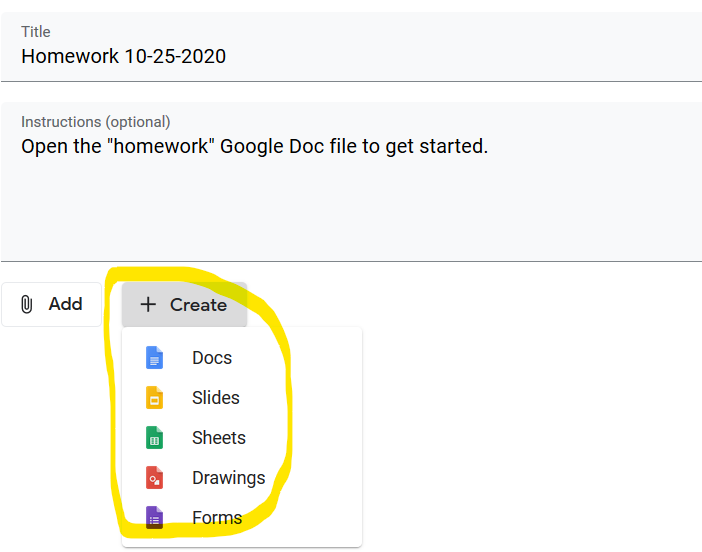 Title
Homework 10-25-2020
Instructions (optional)
Open the "homework" Google Doc file to get started.
Add
+ Create
Docs
Slides
Sheets
Drawings
Forms